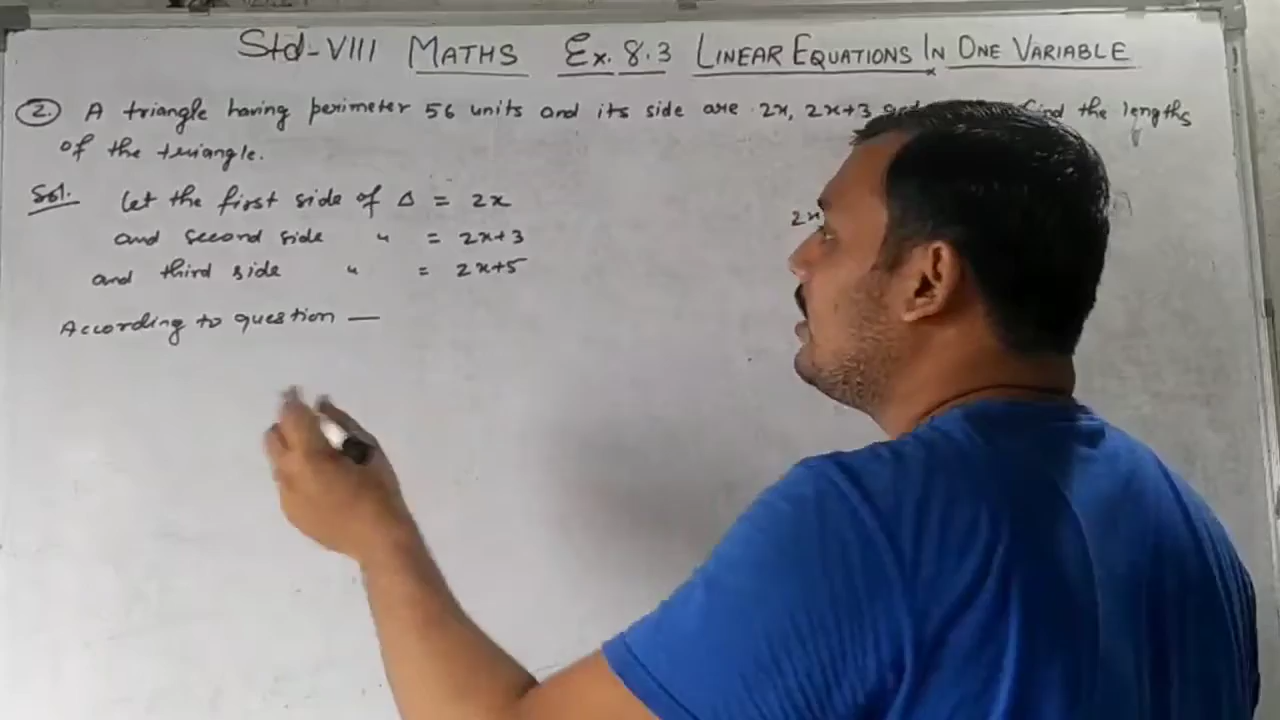 Std-VIII MATHS Ex. 8.3 LINEAR EQUATIONS IN ONE VARIABLE
2. A triangle having perimeter 56 units and its side are 2x, 2x+3 the lengths
of the triangle.
Sol. Let the first side of Δ = 2x
and second side " = 2x+3
and third side " = 2x+5
According to question —
2x